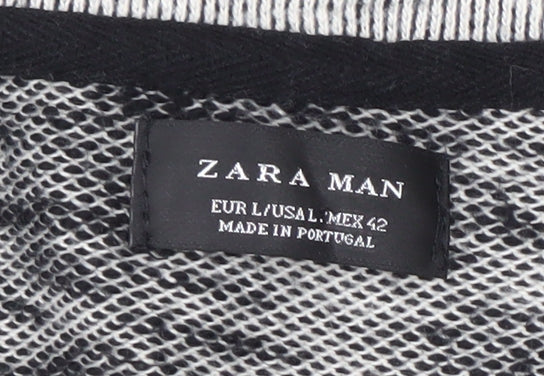 ZARA MAN
EUR L/USA L/MEX 42
MADE IN PORTUGAL